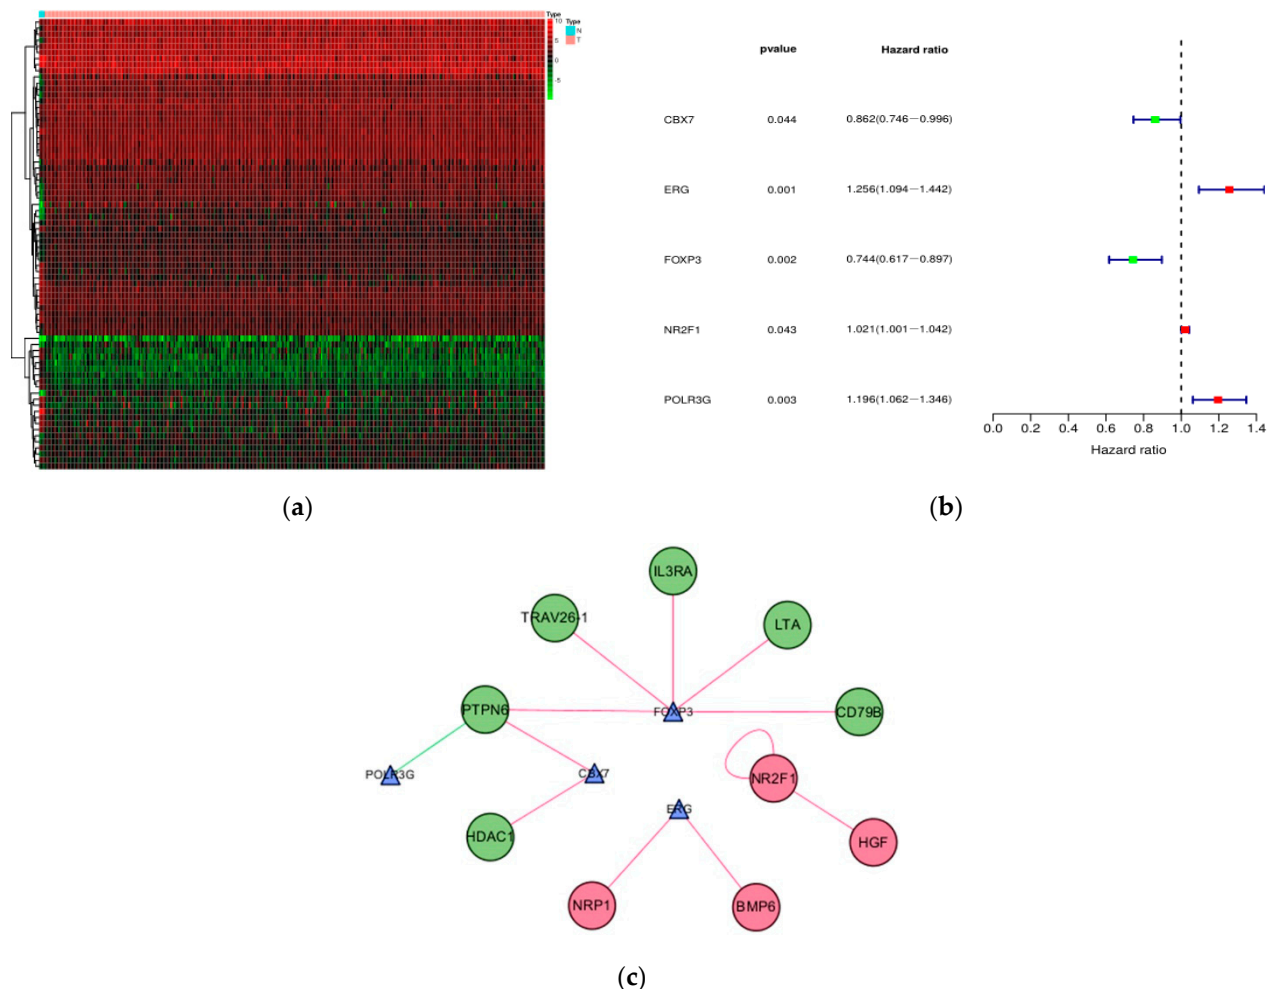 Type
10
5
0
-5
Type
N
T
(a)
pvalue Hazard ratio
CBX7 0.044 0.862(0.746−0.996)
ERG 0.001 1.256(1.094−1.442)
FOXP3 0.002 0.744(0.617−0.897)
NR2F1 0.043 1.021(1.001−1.042)
POLR3G 0.003 1.196(1.062−1.346)
0.0 0.2 0.4 0.6 0.8 1.0 1.2 1.4
Hazard ratio
(b)
IL3RA
TRAV26-1
LTA
PTPN6
FOXP3
CD79B
POLR3G
CBX7
NR2F1
ERG
HDAC1
HGF
NRP1
BMP6
(c)